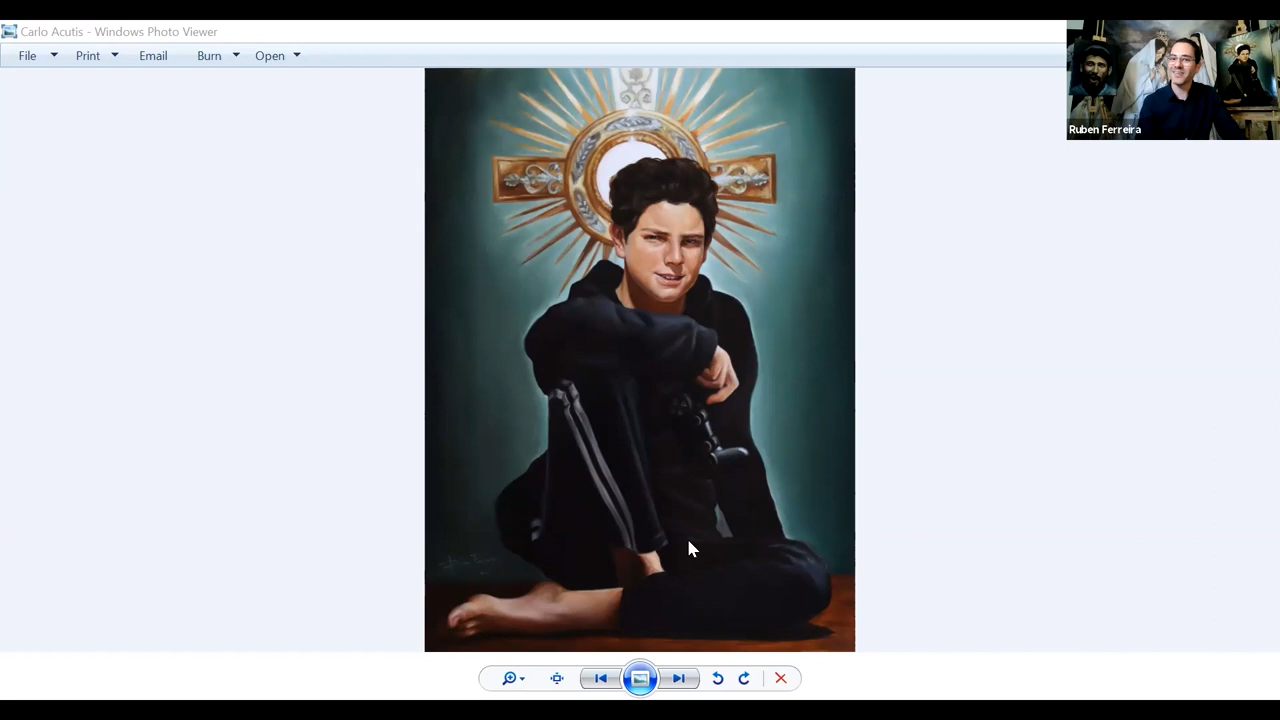 Carlo Acutis - Windows Photo Viewer
File Print Email Burn Open
Ruben Ferreira